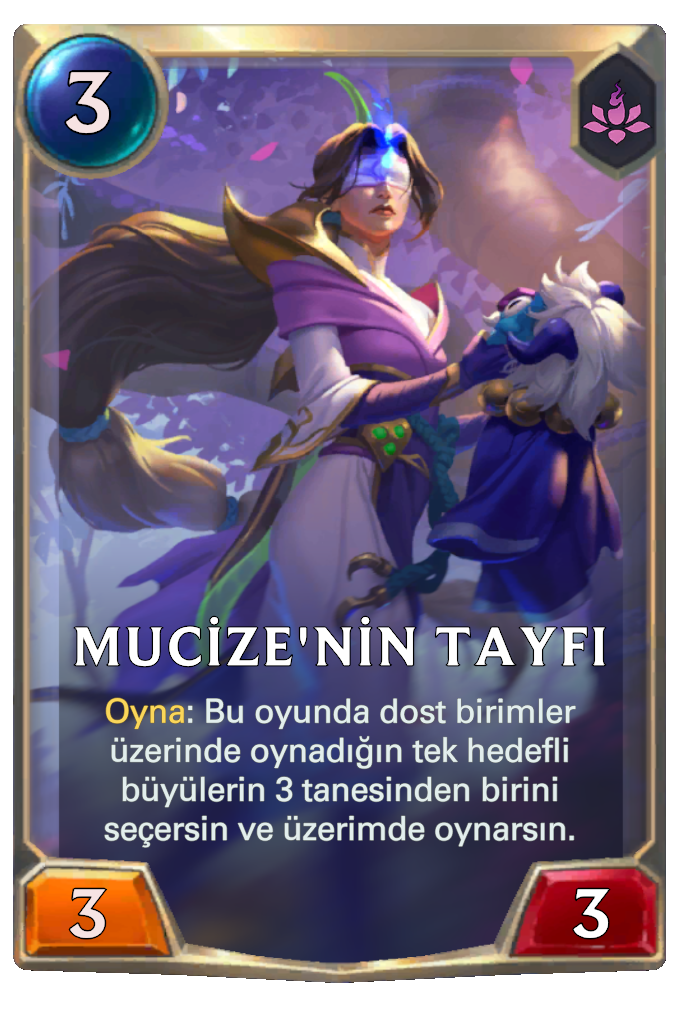 3
MUCİZE'NİN TAYFI
Oyna: Bu oyunda dost birimler
üzerinde oynadığın tek hedefli
büyülerin 3 tanesinden birini
seçersin ve üzerimde oynarsın.
3
3